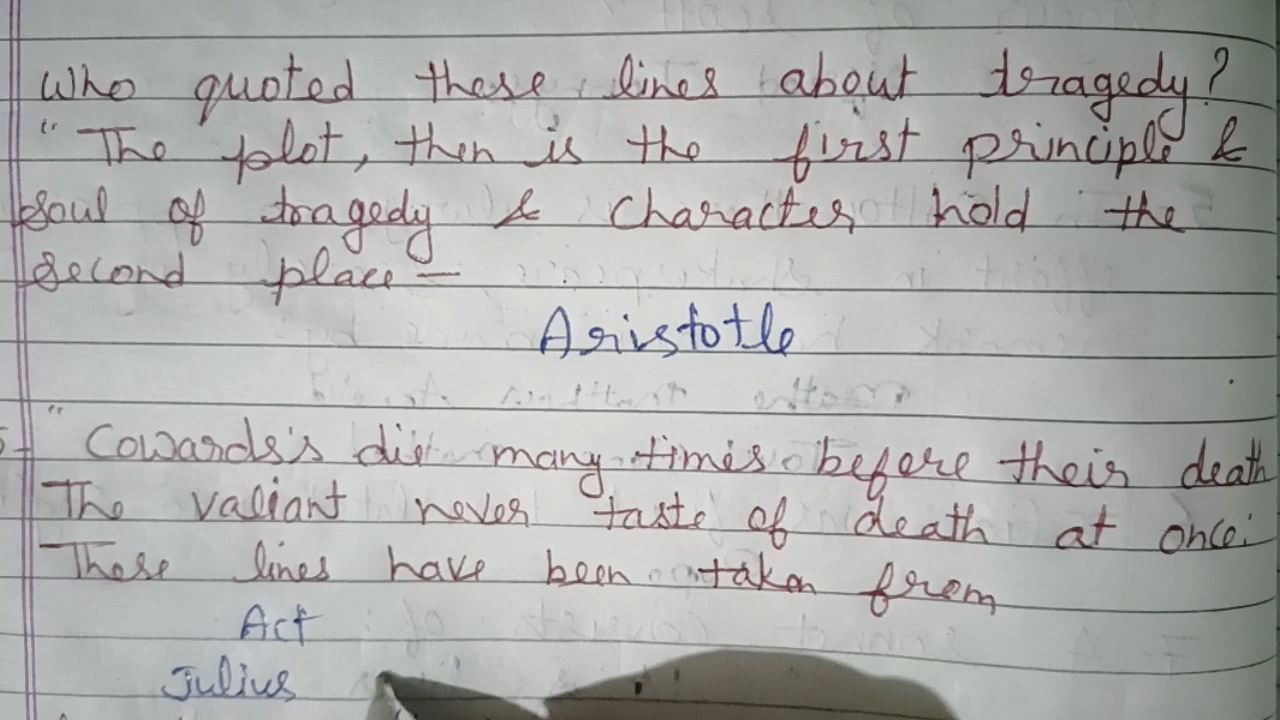 Who quoted these lines about tragedy?
"The plot, then is the first principle &
soul of tragedy & character hold the
second place –
Aristotle
"Cowards's die many times before their death
The valiant never taste of death at once.
These lines have been taken from
Act
Julius